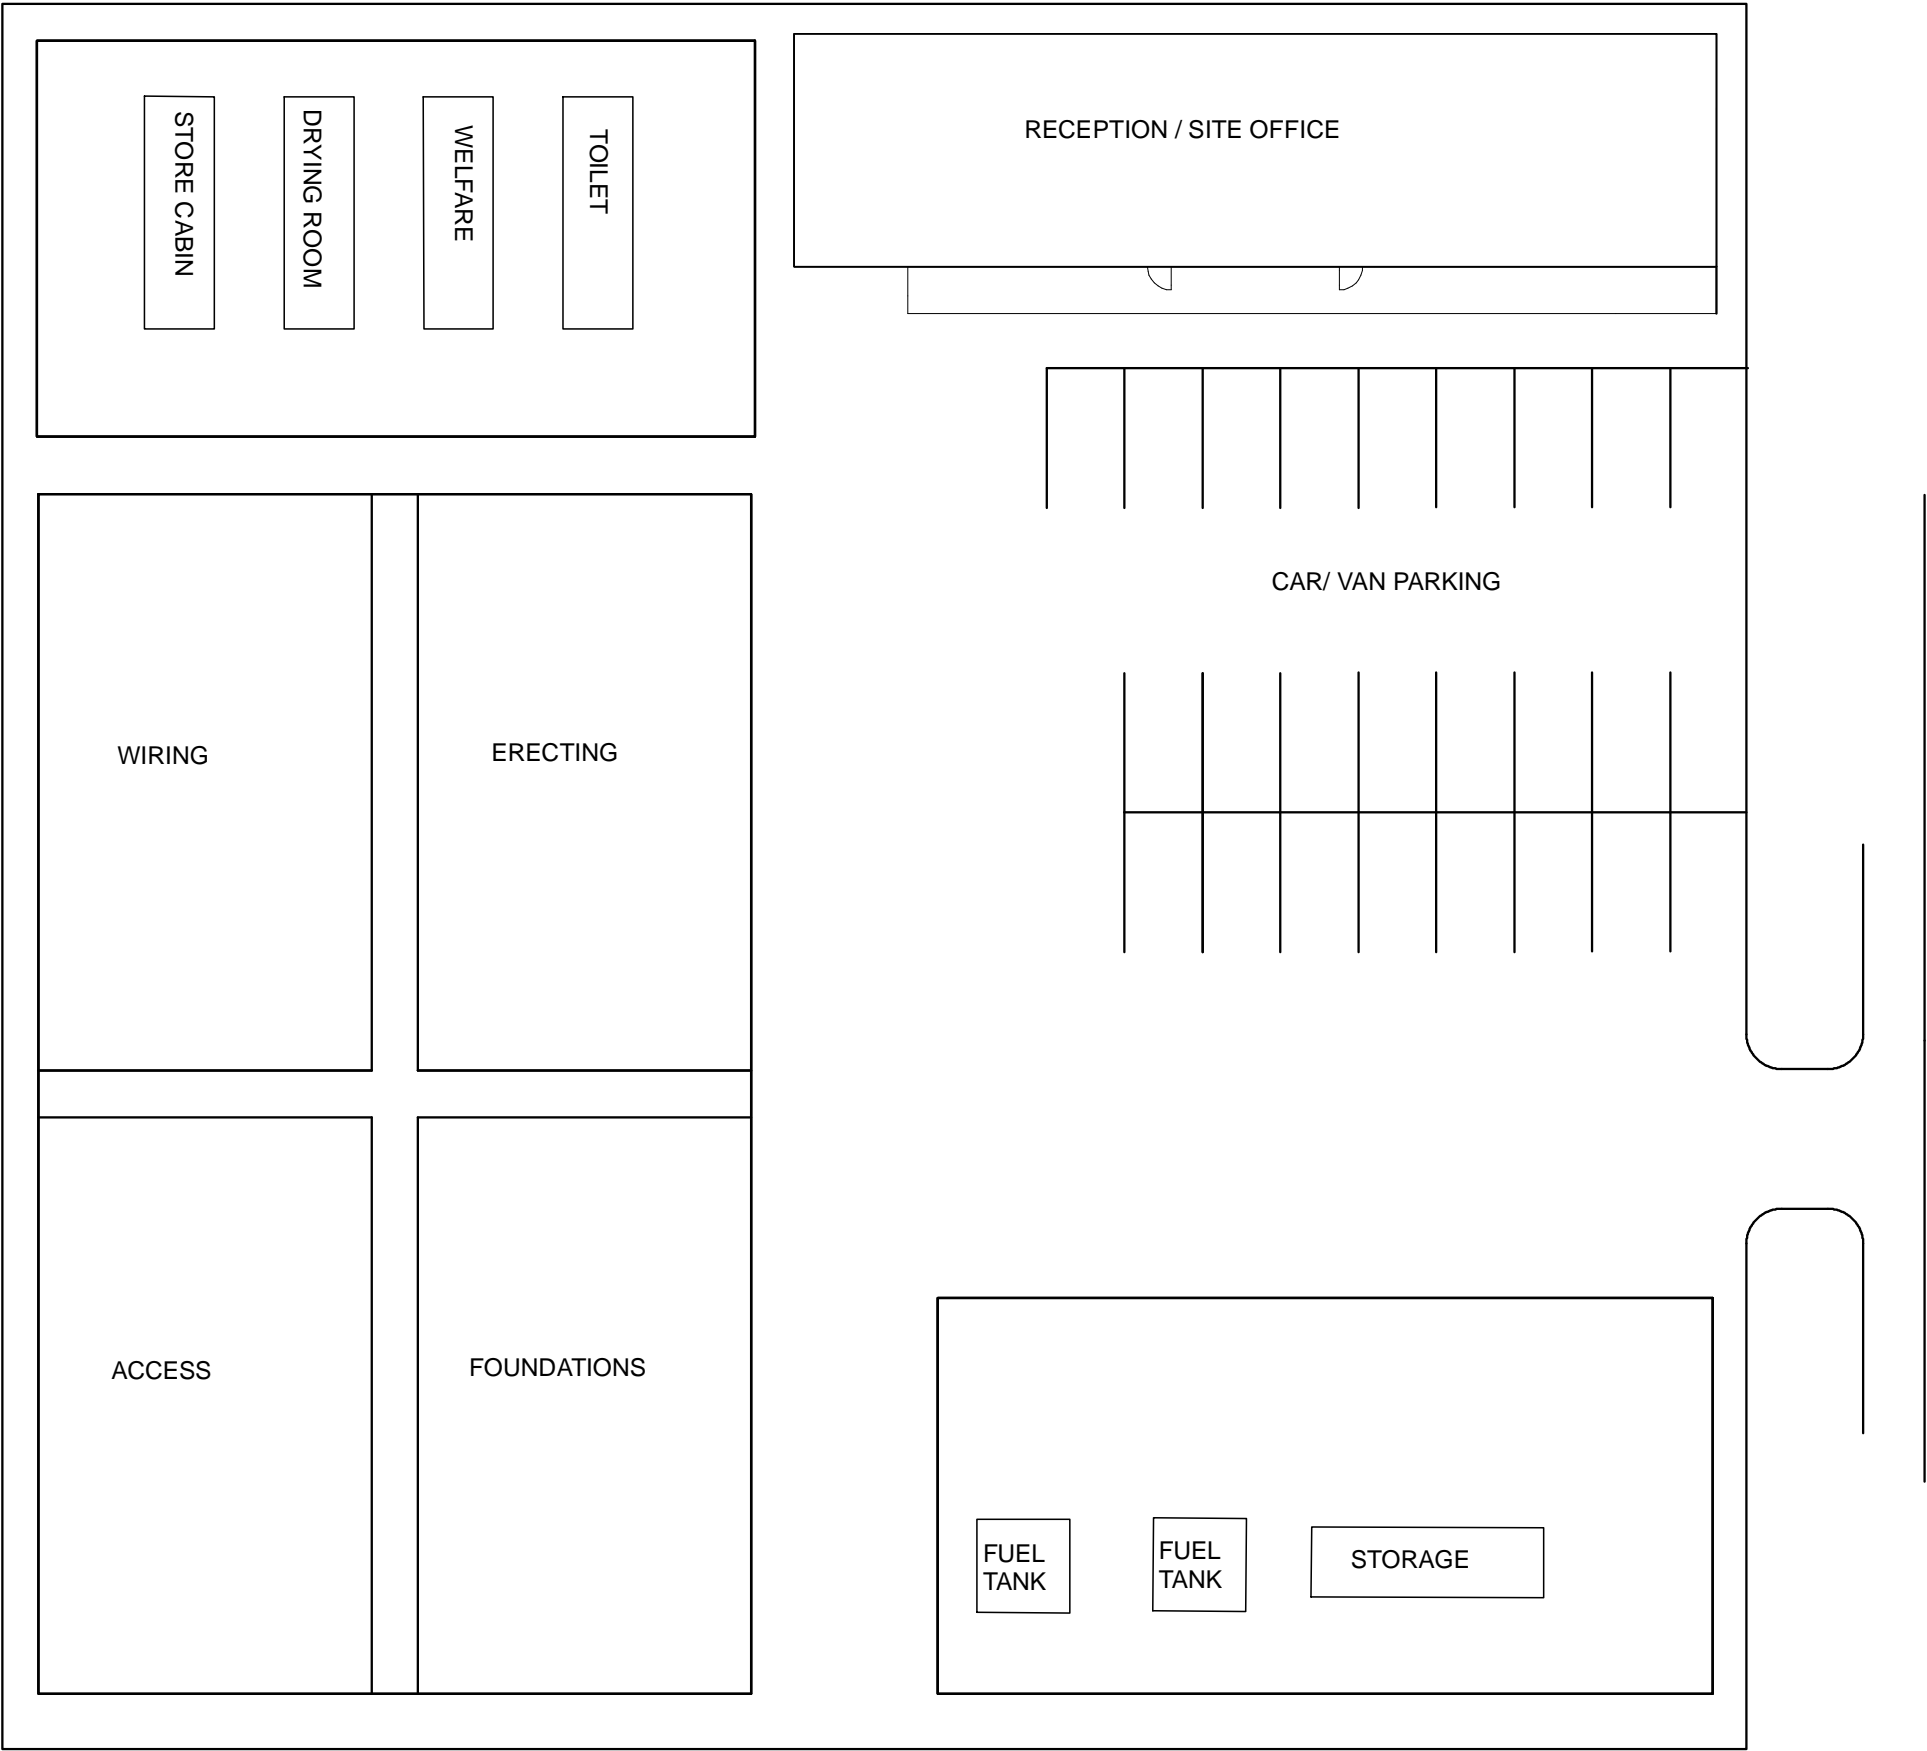 STORE CABIN
DRYING ROOM
WELFARE
TOILET
RECEPTION / SITE OFFICE
CAR/ VAN PARKING
WIRING
ERECTING
ACCESS
FOUNDATIONS
FUEL
TANK
FUEL
TANK
STORAGE